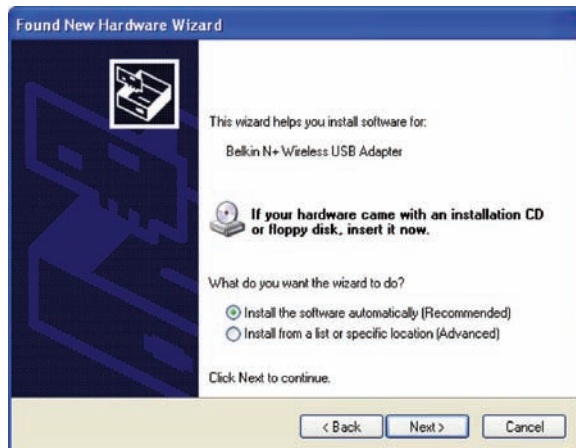 Found New Hardware Wizard
This wizard helps you install software for:
Belkin N+ Wireless USB Adapter
If your hardware came with an installation CD
or floppy disk, insert it now.
What do you want the wizard to do?
Install the software automatically (Recommended)
Install from a list or specific location (Advanced)
Click Next to continue.
< Back
Next >
Cancel